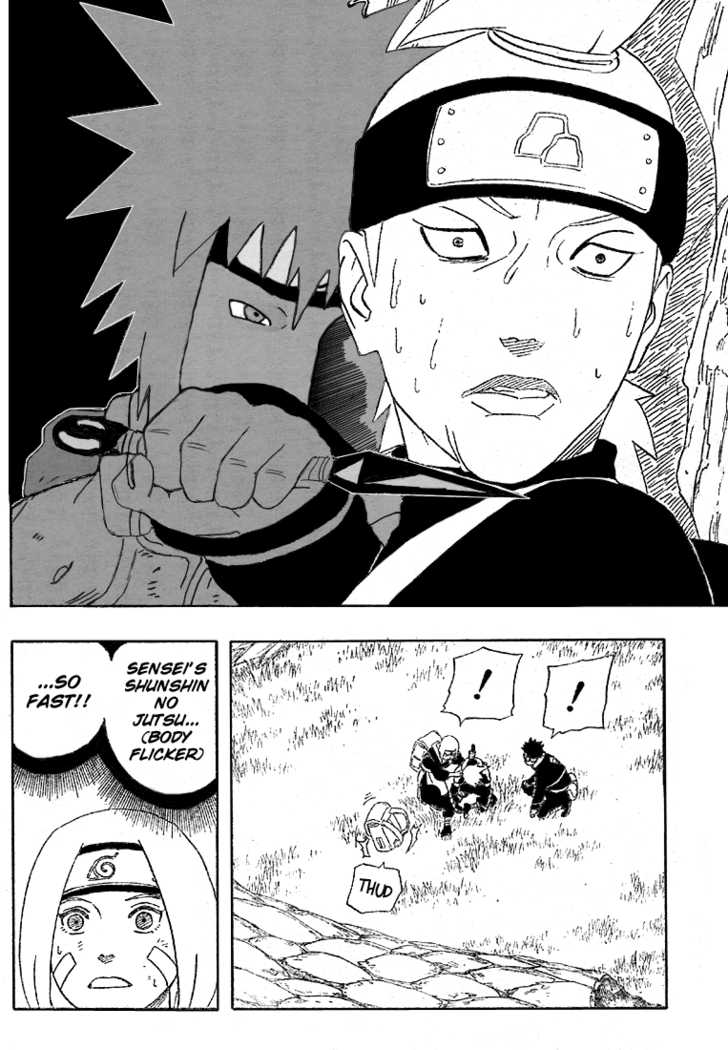 !
!
THUD
SENSEI'S
SHUNSHIN
NO
JUTSU...
(BODY
FLICKER)
...SO
FAST!!